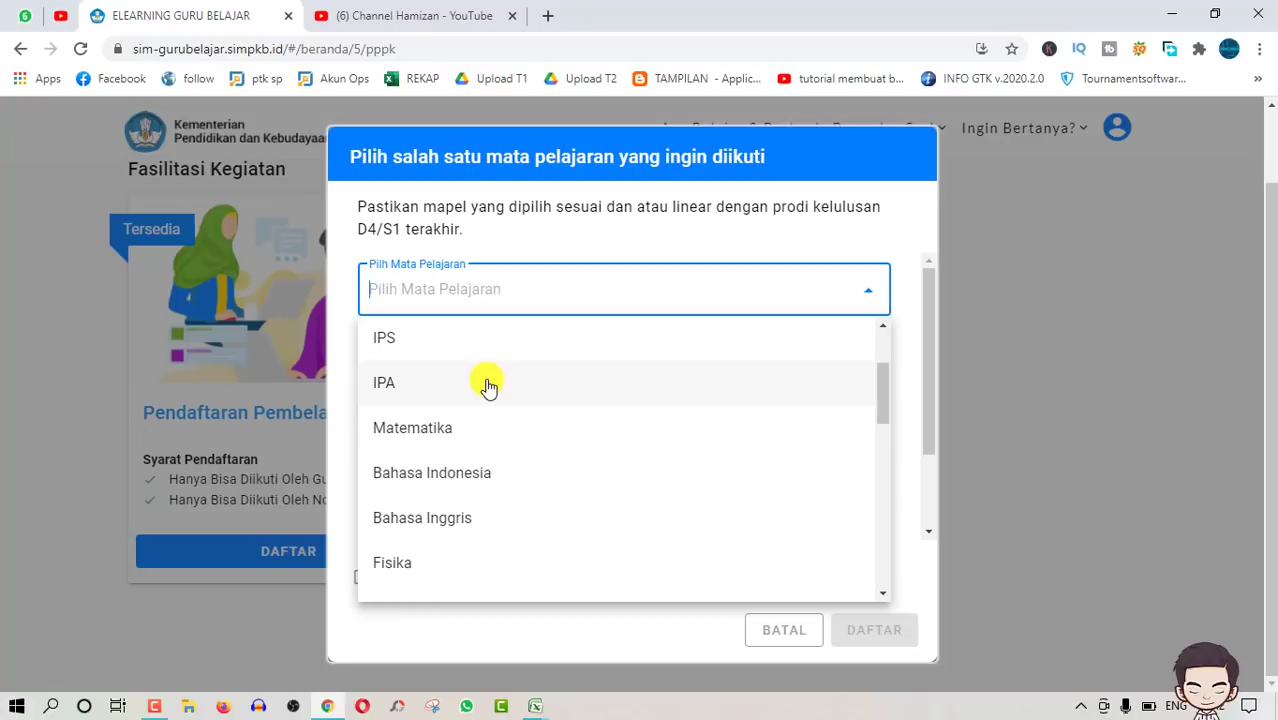 ELEARNING GURU BELAJAR
(6) Channel Hamizan - YouTube
sim-gurubelajar.simpkb.id/#/beranda/5/pppk
Apps
Facebook
follow
ptk sp
Akun Ops
REKAP
Upload T1
Upload T2
TAMPILAN - Applic...
tutorial membuat b...
INFO GTK v.2020.2.0
Tournamentsoftwar...
»
Kementerian
Pendidikan dan Kebudayaa
Ingin Bertanya?
Fasilitasi Kegiatan
Tersedia
Pendaftaran Pembela
Syarat Pendaftaran
Hanya Bisa Diikuti Oleh Gu
Hanya Bisa Diikuti Oleh No
DAFTAR
Pilih salah satu mata pelajaran yang ingin diikuti
Pastikan mapel yang dipilih sesuai dan atau linear dengan prodi kelulusan
D4/S1 terakhir.
Pilh Mata Pelajaran
Pilih Mata Pelajaran
IPS
IPA
Matematika
Bahasa Indonesia
Bahasa Inggris
Fisika
BATAL
DAFTAR
ENG